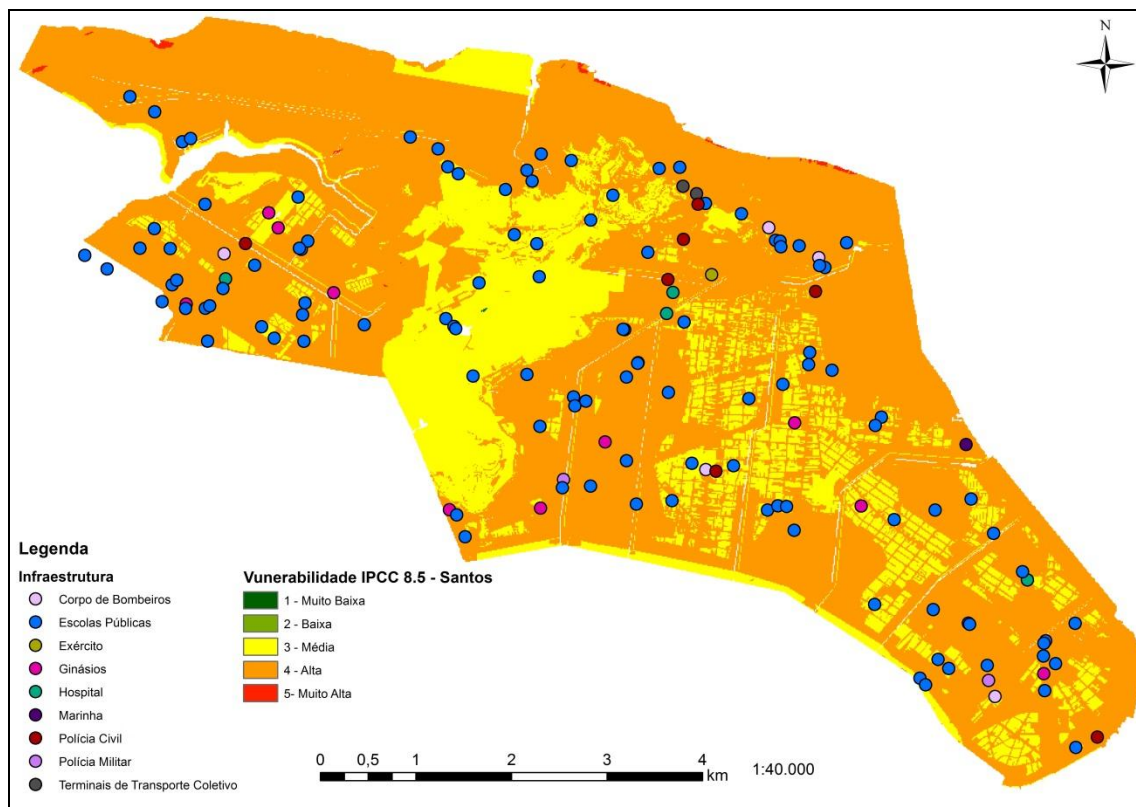 N
Legenda
Infraestrutura
Corpo de Bombeiros
Escolas Públicas
Exército
Ginásios
Hospital
Marinha
Polícia Civil
Polícia Militar
Terminais de Transporte Coletivo
Vunerabilidade IPCC 8.5 - Santos
1 - Muito Baixa
2 - Baixa
3 - Média
4 - Alta
5- Muito Alta
0 0,5 1 2 3 4
km
1:40.000